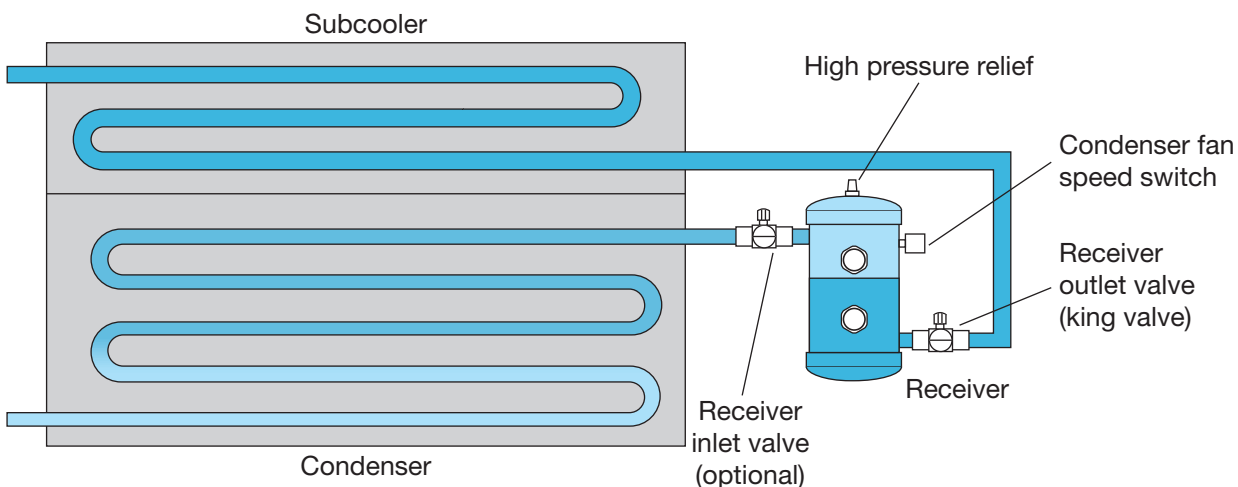 Subcooler
High pressure relief
Condenser fan
speed switch
Receiver
outlet valve
(king valve)
Receiver
Receiver
inlet valve
(optional)
Condenser